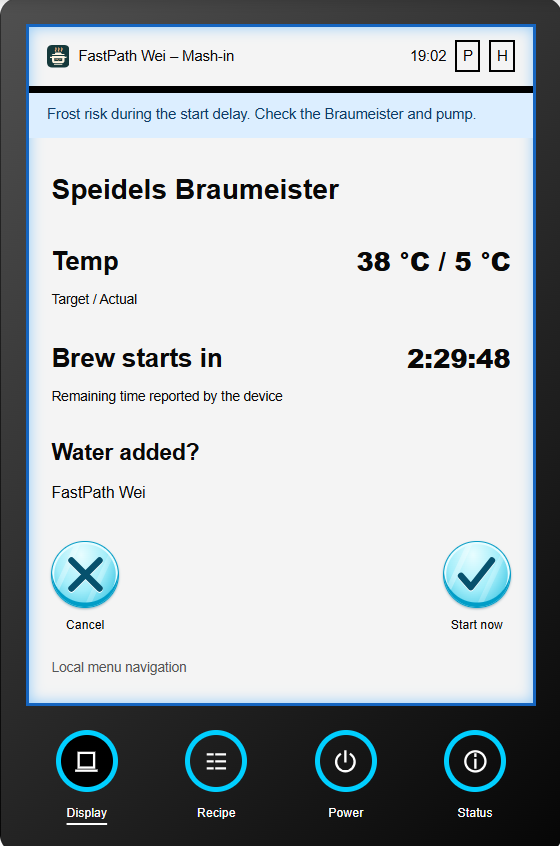 FastPath Wei – Mash-in
19:02 P H
Frost risk during the start delay. Check the Braumeister and pump.
Speidels Braumeister
Temp
38 °C / 5 °C
Target / Actual
Brew starts in
2:29:48
Remaining time reported by the device
Water added?
FastPath Wei
Cancel
Start now
Local menu navigation
Display
Recipe
Power
Status